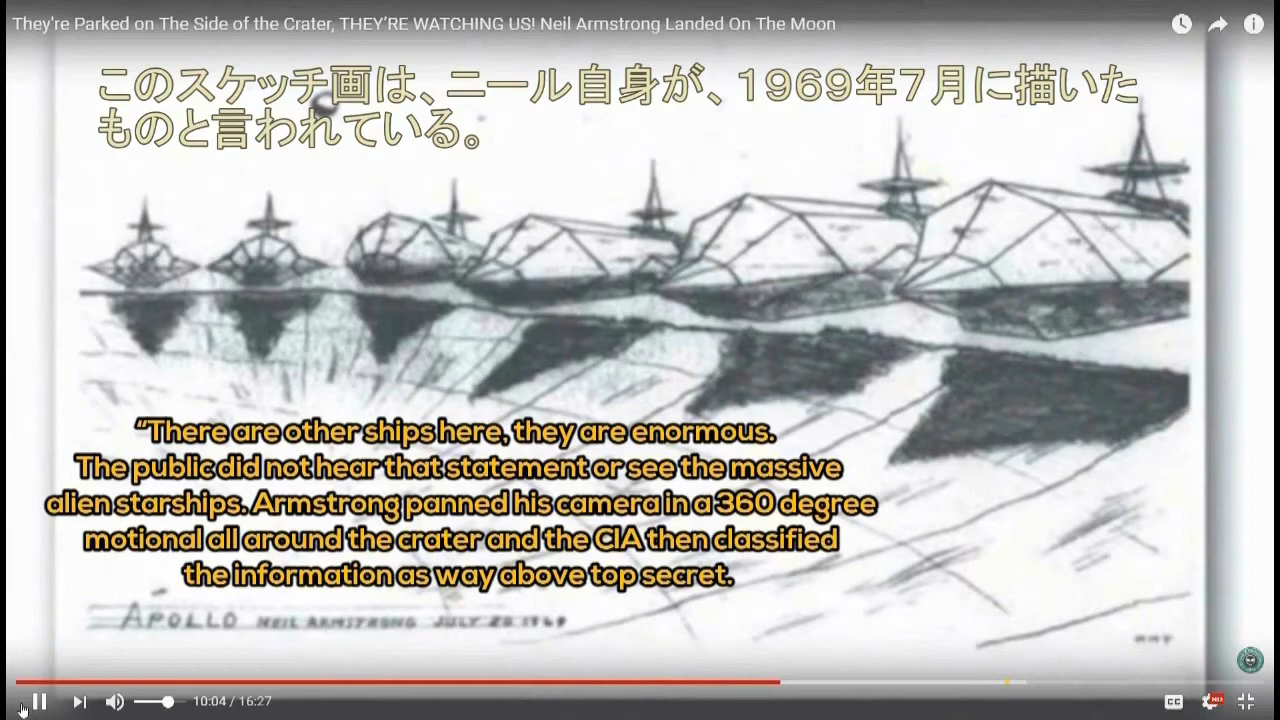 They're Parked on The Side of the Crater, THEY'RE WATCHING US! Neil Armstrong Landed On The Moon
このスケッチ画は、ニール自身が、１９６９年７月に描いた
ものと言われている。
“There are other ships here, they are enormous.
The public did not hear that statement or see the massive
alien starships. Armstrong panned his camera in a 360 degree
motional all around the crater and the CIA then classified
the information as way above top secret.
APOLLO NEIL ARMSTRONG JULY 20 1969
10:04 / 16:27
CC
HD